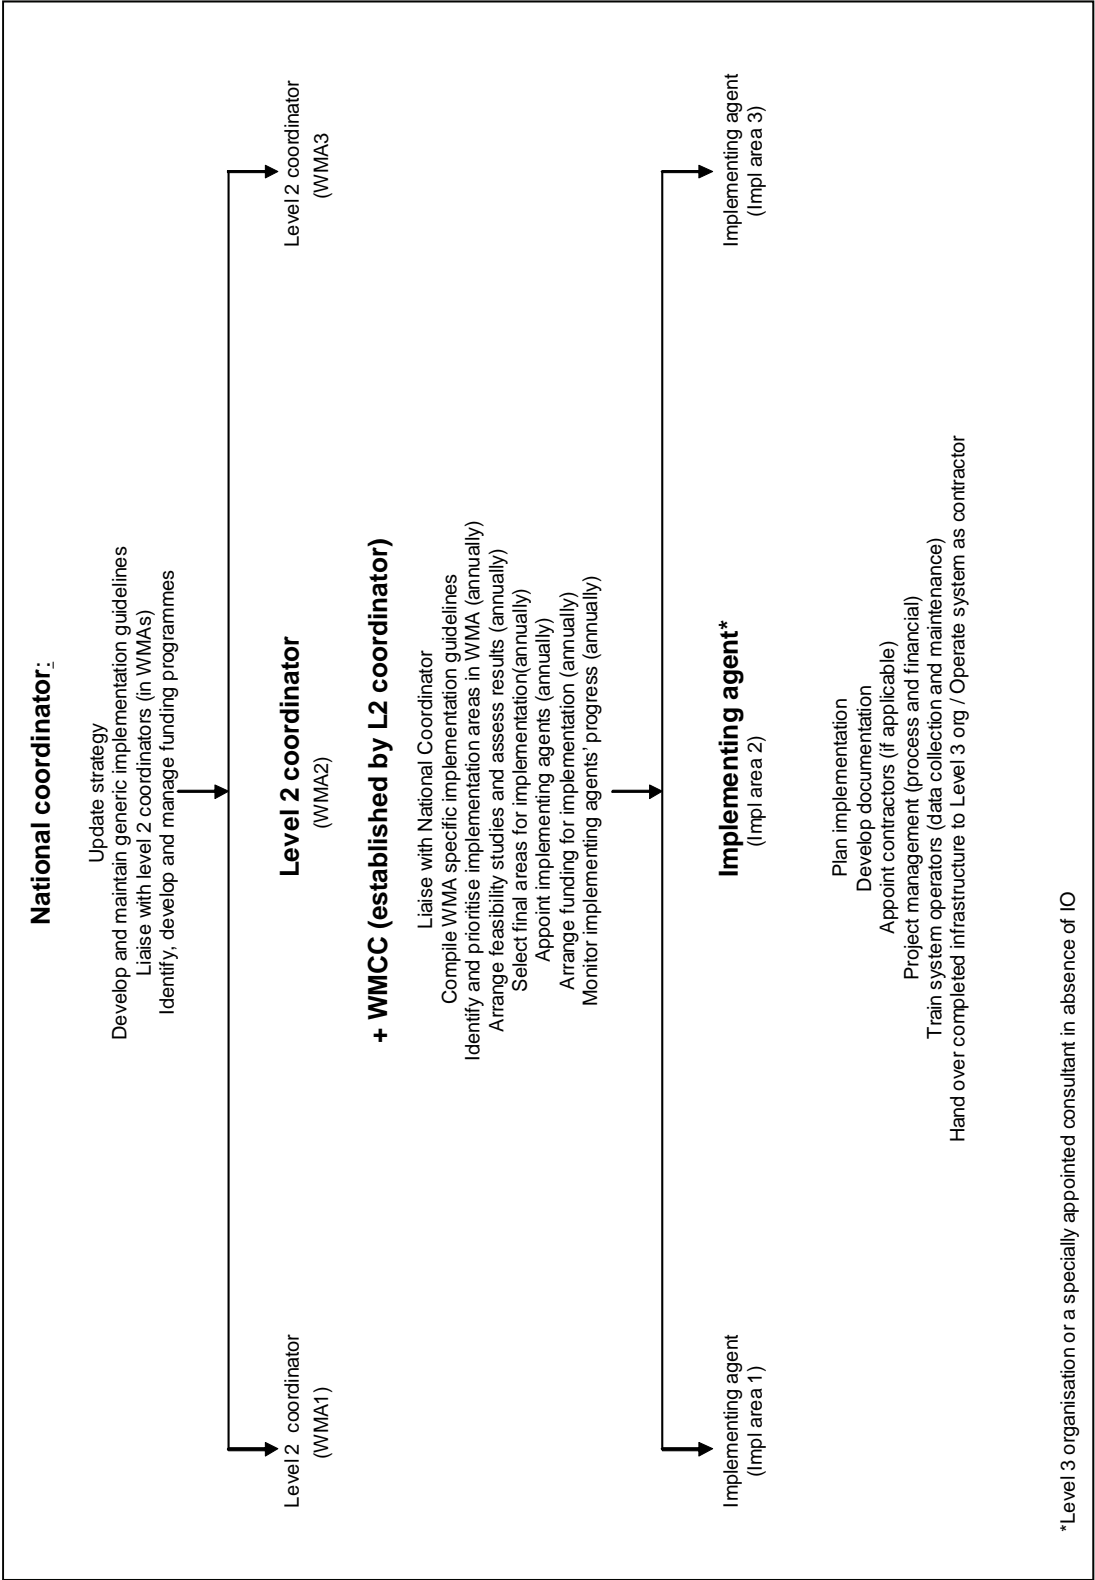 National coordinator:
Update strategy
Develop and maintain generic implementation guidelines
Liaise with level 2 coordinators (in WMAs)
Identify, develop and manage funding programmes
Level 2 coordinator
(WMA1)
Level 2 coordinator
(WMA2)
Level 2 coordinator
(WMA3
+ WMCC (established by L2 coordinator)
Liaise with National Coordinator
Compile WMA specific implementation guidelines
Identify and prioritise implementation areas in WMA (annually)
Arrange feasibility studies and assess results (annually)
Select final areas for implementation(annually)
Appoint implementing agents (annually)
Arrange funding for implementation (annually)
Monitor implementing agents' progress (annually)
Implementing agent
(Impl area 1)
Implementing agent*
(Impl area 2)
Implementing agent
(Impl area 3)
Plan implementation
Develop documentation
Appoint contractors (if applicable)
Project management (process and financial)
Train system operators (data collection and maintenance)
Hand over completed infrastructure to Level 3 org / Operate system as contractor
*Level 3 organisation or a specially appointed consultant in absence of IO